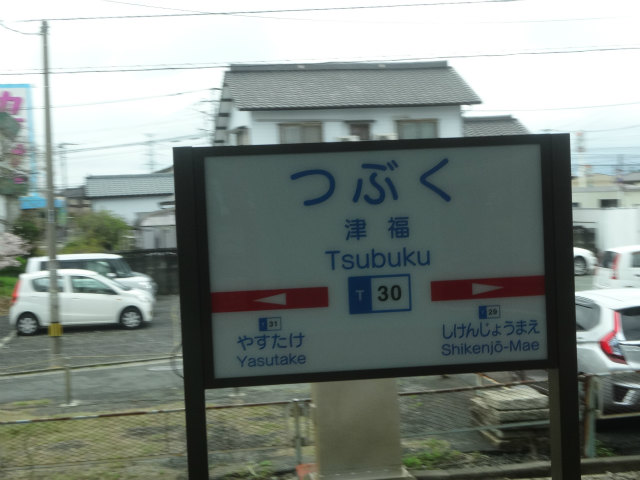 つぶく
津福
Tsubuku
T 30
T 31
やすたけ
Yasutake
T 29
しけんじょうまえ
Shikenjō-Mae